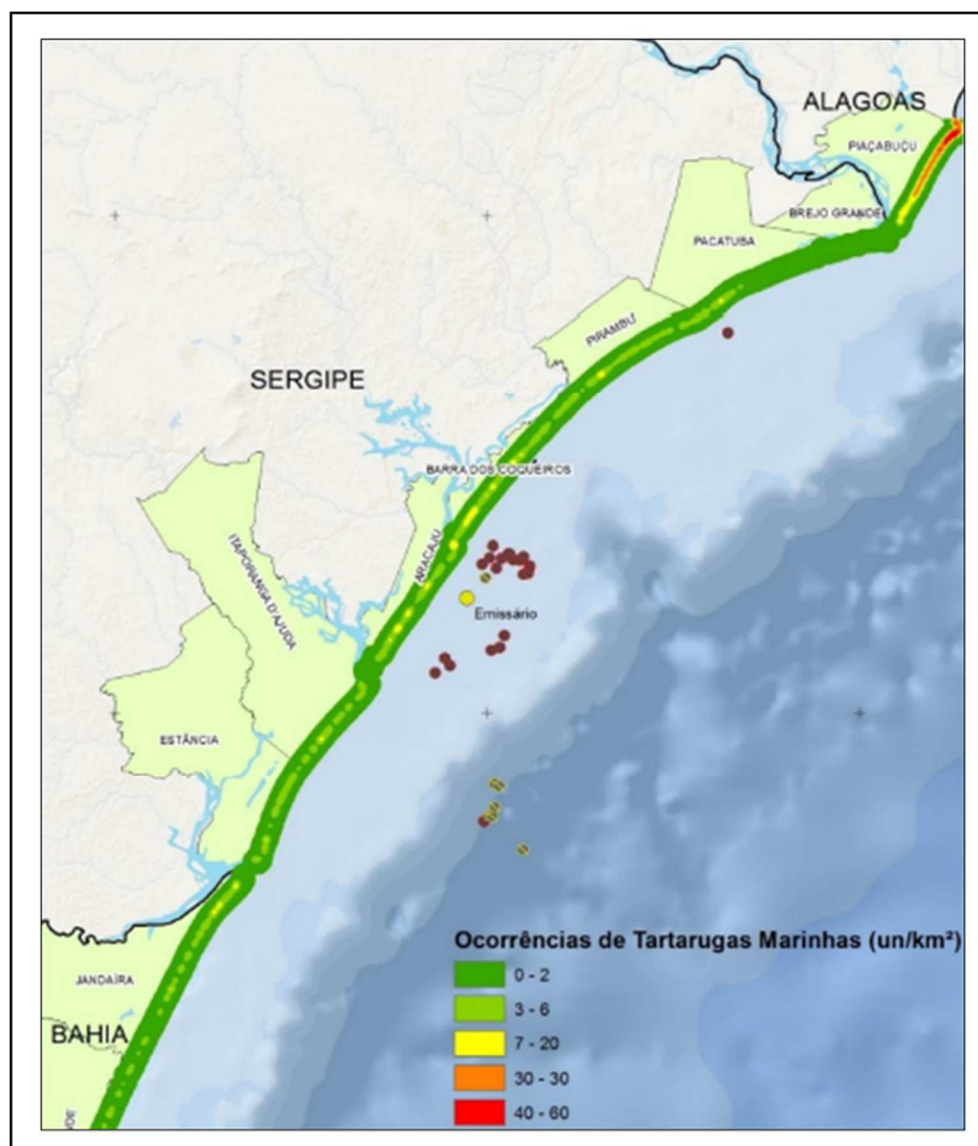 ALAGOAS
PIAÇABUÇU
BREJO GRANDE
PACATUBA
PIRAMBU
SERGIPE
BARRA DOS COQUEIROS
ARACAJU
ITAPORANGA D'AJUDA
Emissário
ESTÂNCIA
Ocorrências de Tartarugas Marinhas (un/km²)
0 - 2
JANDAÍRA
3 - 6
BAHIA
7 - 20
30 - 30
40 - 60